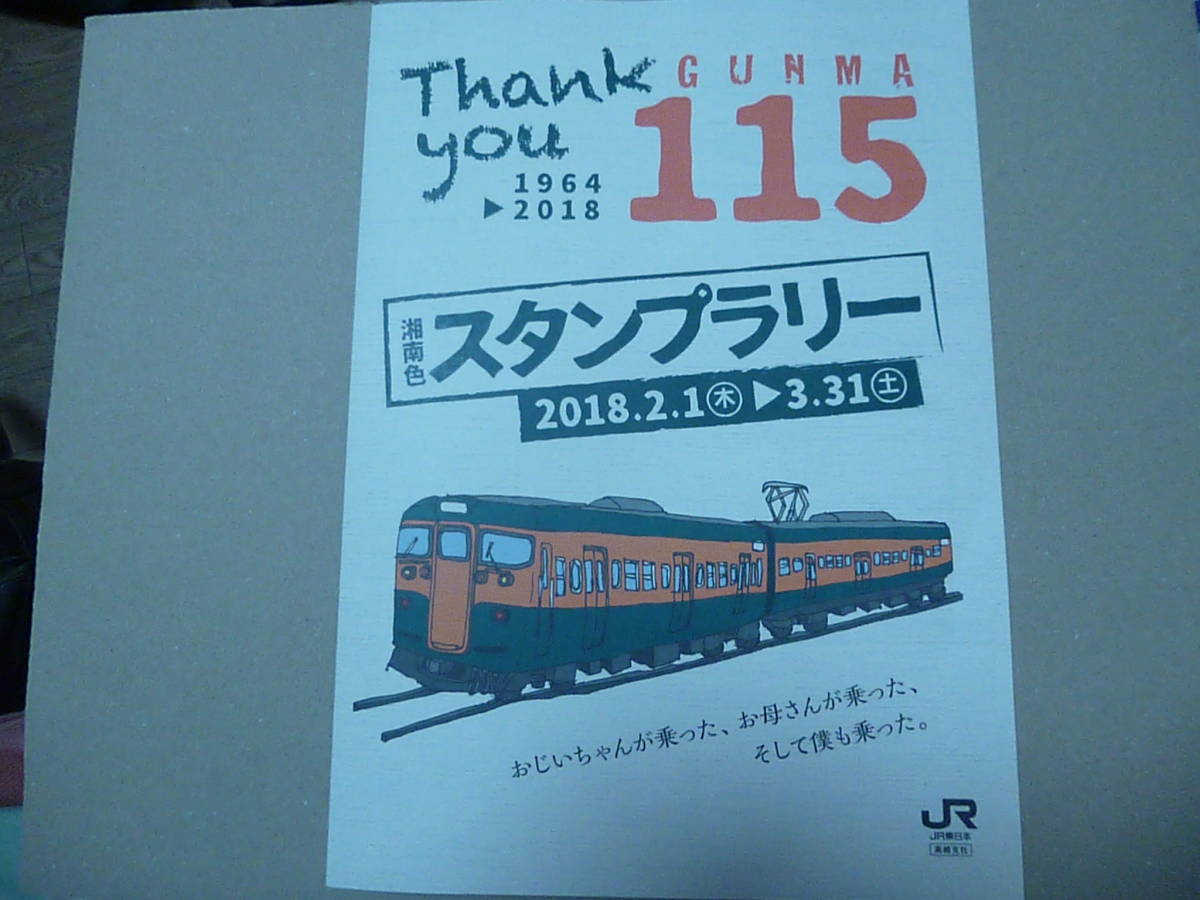 Thank
you
1964
▶2018
GUNMA
115
湘南色
スタンプラリー
2018.2.1㊍▶3.31㊏
おじいちゃんが乗った、お母さんが乗った、
そして僕も乗った。
JR
JR東日本
高崎支社